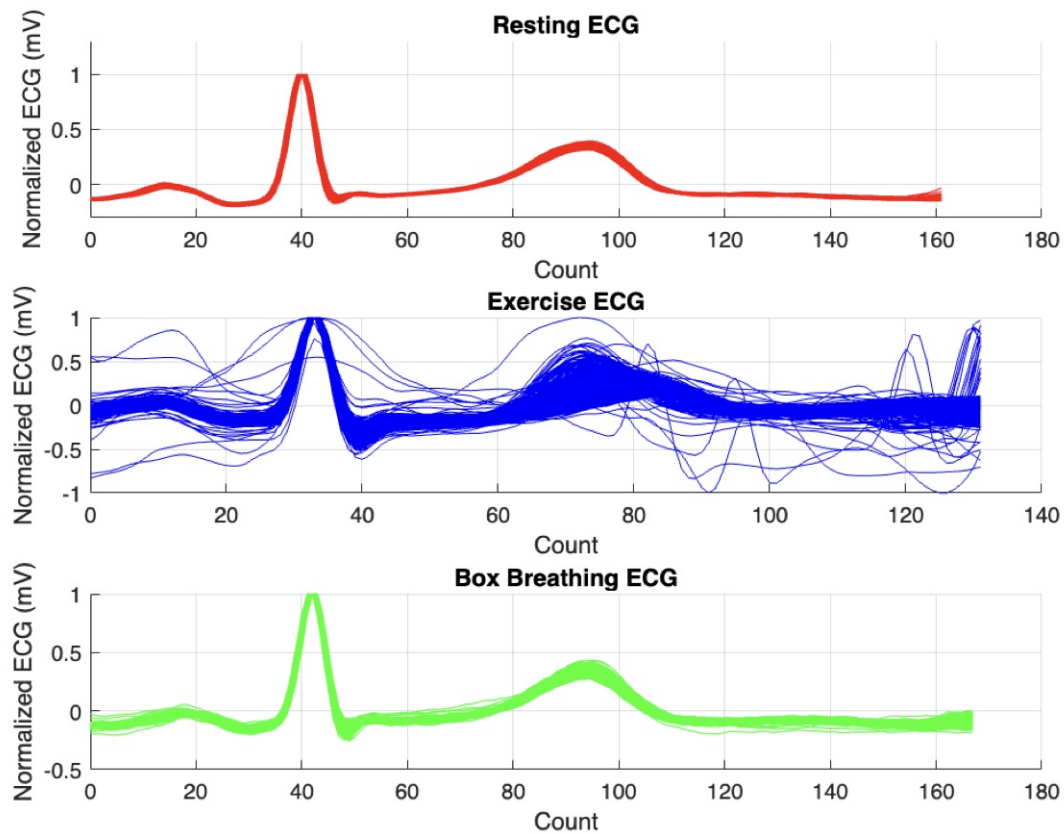 Resting ECG
Normalized ECG (mV)
1
0.5
0
0 20 40 60 80 100 120 140 160 180
Count
Exercise ECG
Normalized ECG (mV)
1
0.5
0
-0.5
-1
0 20 40 60 80 100 120 140
Count
Box Breathing ECG
Normalized ECG (mV)
1
0.5
0
-0.5
0 20 40 60 80 100 120 140 160 180
Count